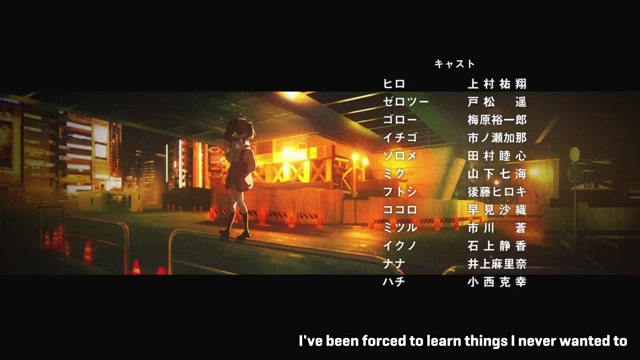 キャスト
ヒロ 上村祐翔
ゼロツー 戸松 遥
ゴロー 梅原裕一郎
イチゴ 市ノ瀬加那
ゾロメ 田村睦心
ミク 山下七海
フトシ 後藤ヒロキ
ココロ 早見沙織
ミツル 市川 蒼
イクノ 石上静香
ナナ 井上麻里奈
ハチ 小西克幸
I've been forced to learn things I never wanted to